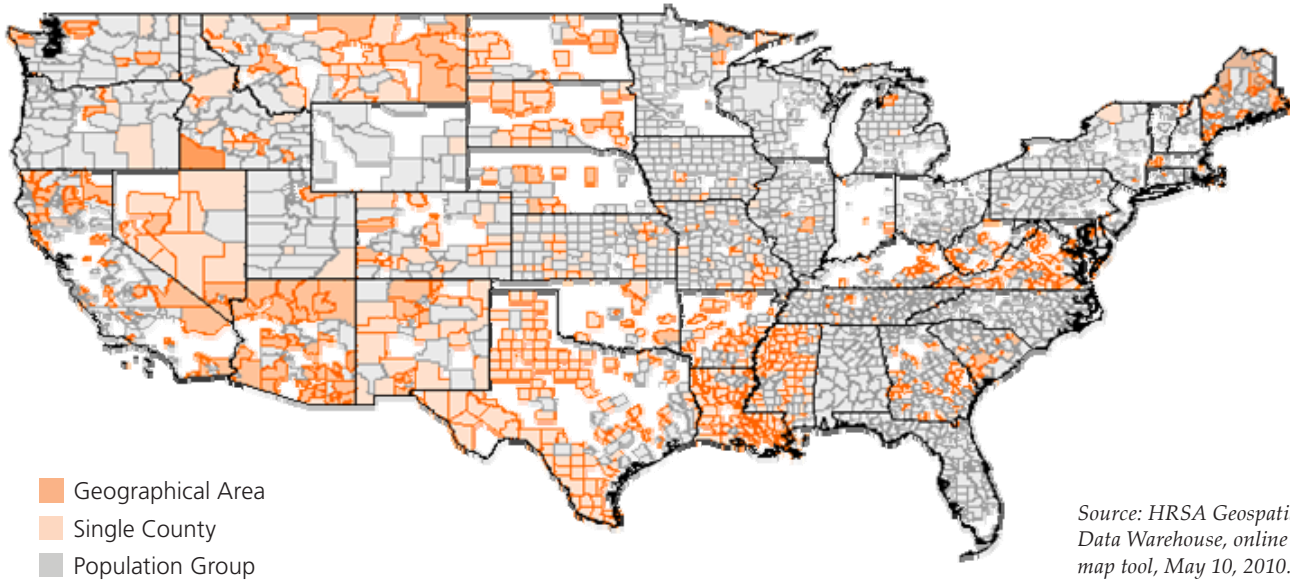 Geographical Area
Single County
Population Group
Source: HRSA Geospati
Data Warehouse, online
map tool, May 10, 2010.